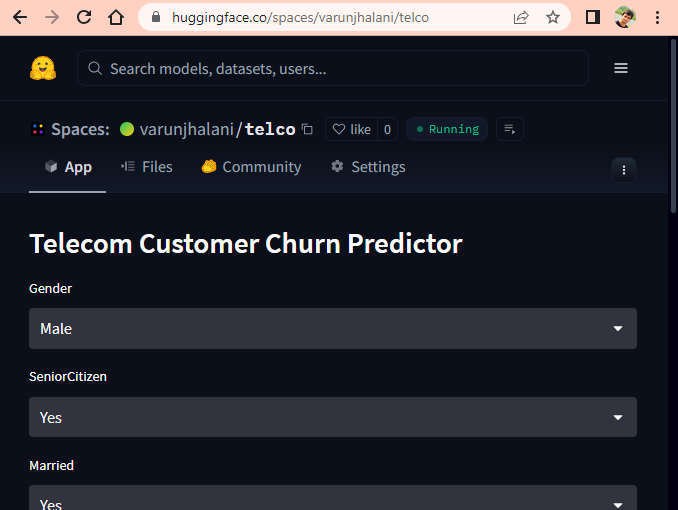 huggingface.co/spaces/varunjhalani/telco
Search models, datasets, users...
Spaces: varunjhalani/telco like 0 Running
App Files Community Settings
Telecom Customer Churn Predictor
Gender
Male
SeniorCitizen
Yes
Married
Yes